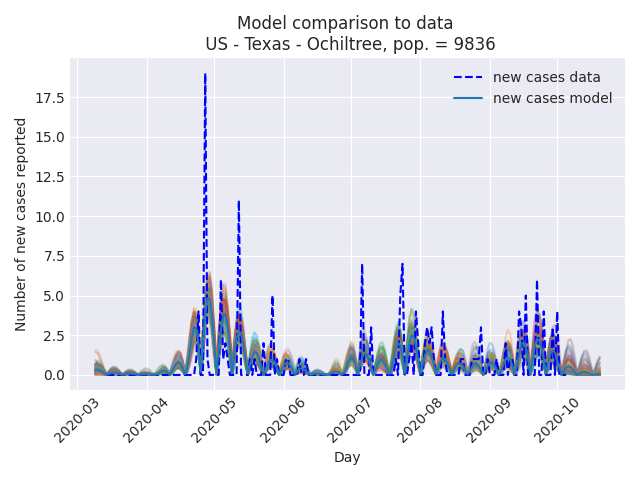 Model comparison to data
US - Texas - Ochiltree, pop. = 9836
new cases data
new cases model
17.5
15.0
12.5
10.0
7.5
5.0
2.5
0.0
Number of new cases reported
2020-03
2020-04
2020-05
2020-06
2020-07
2020-08
2020-09
2020-10
Day